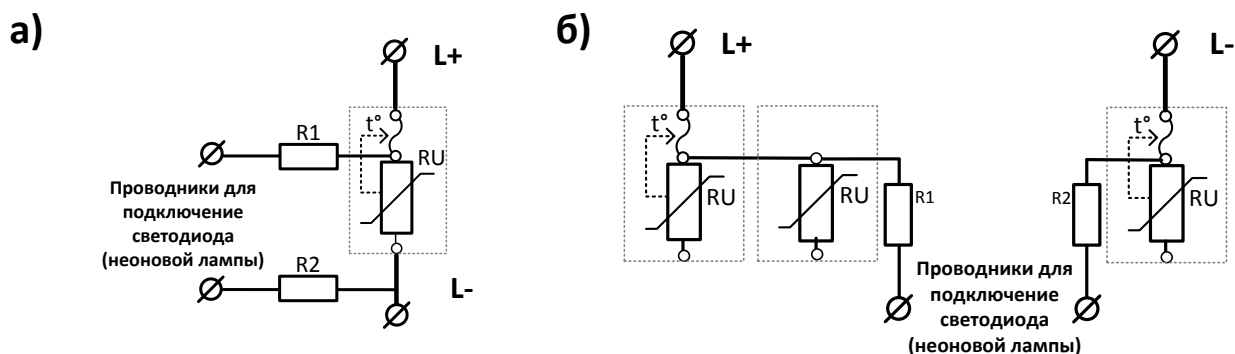 а)
L+
t°
R1
RU
Проводники для
подключение
светодиода
(неоновой лампы)
R2
L-
б)
L+
L-
t°
t°
RU
RU
R1
R2
RU
Проводники для
подключение
светодиода
(неоновой лампы)